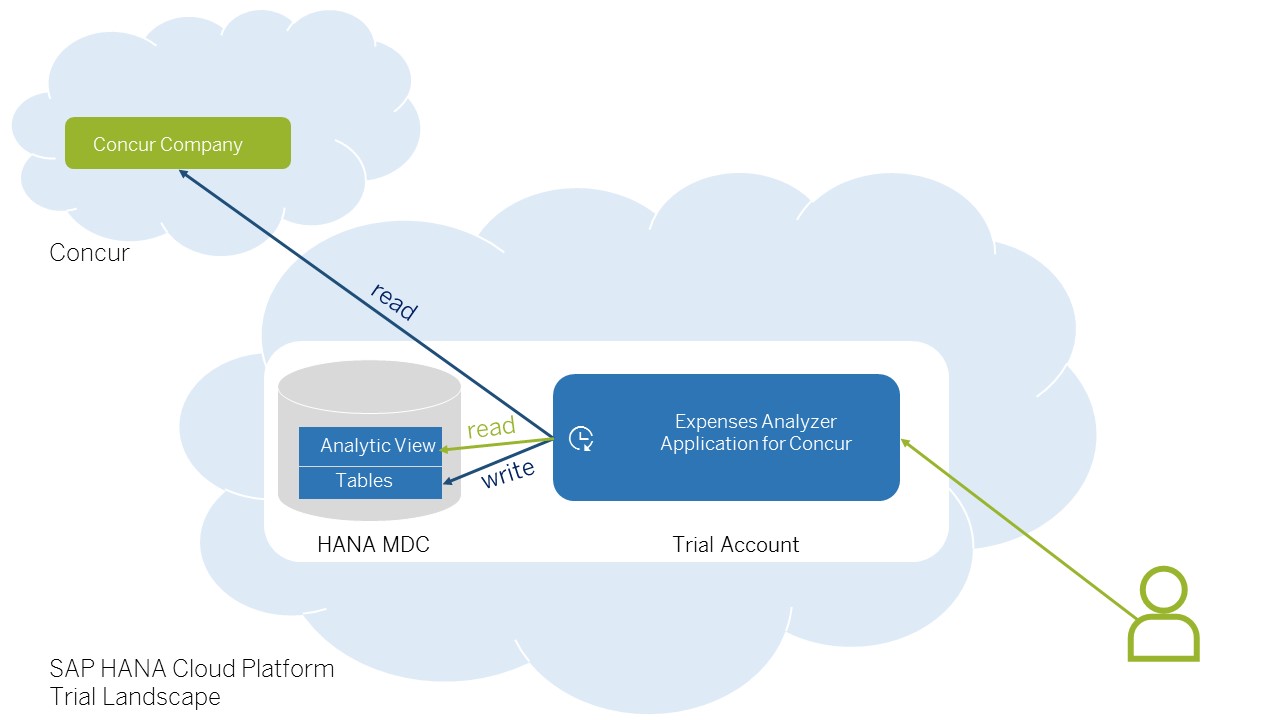 Concur Company
Concur
read
read
write
Analytic View
Tables
Expenses Analyzer
Application for Concur
HANA MDC
Trial Account
SAP HANA Cloud Platform
Trial Landscape